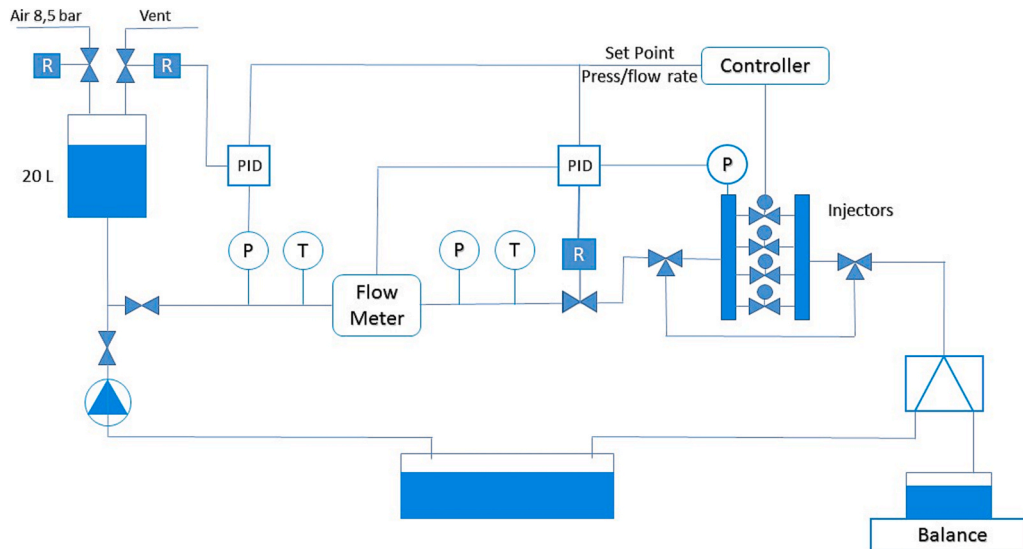 Air 8,5 bar
Vent
R
R
Set Point
Press/flow rate
Controller
20 L
PID
PID
P
Injectors
P
T
P
T
R
Flow
Meter
Balance